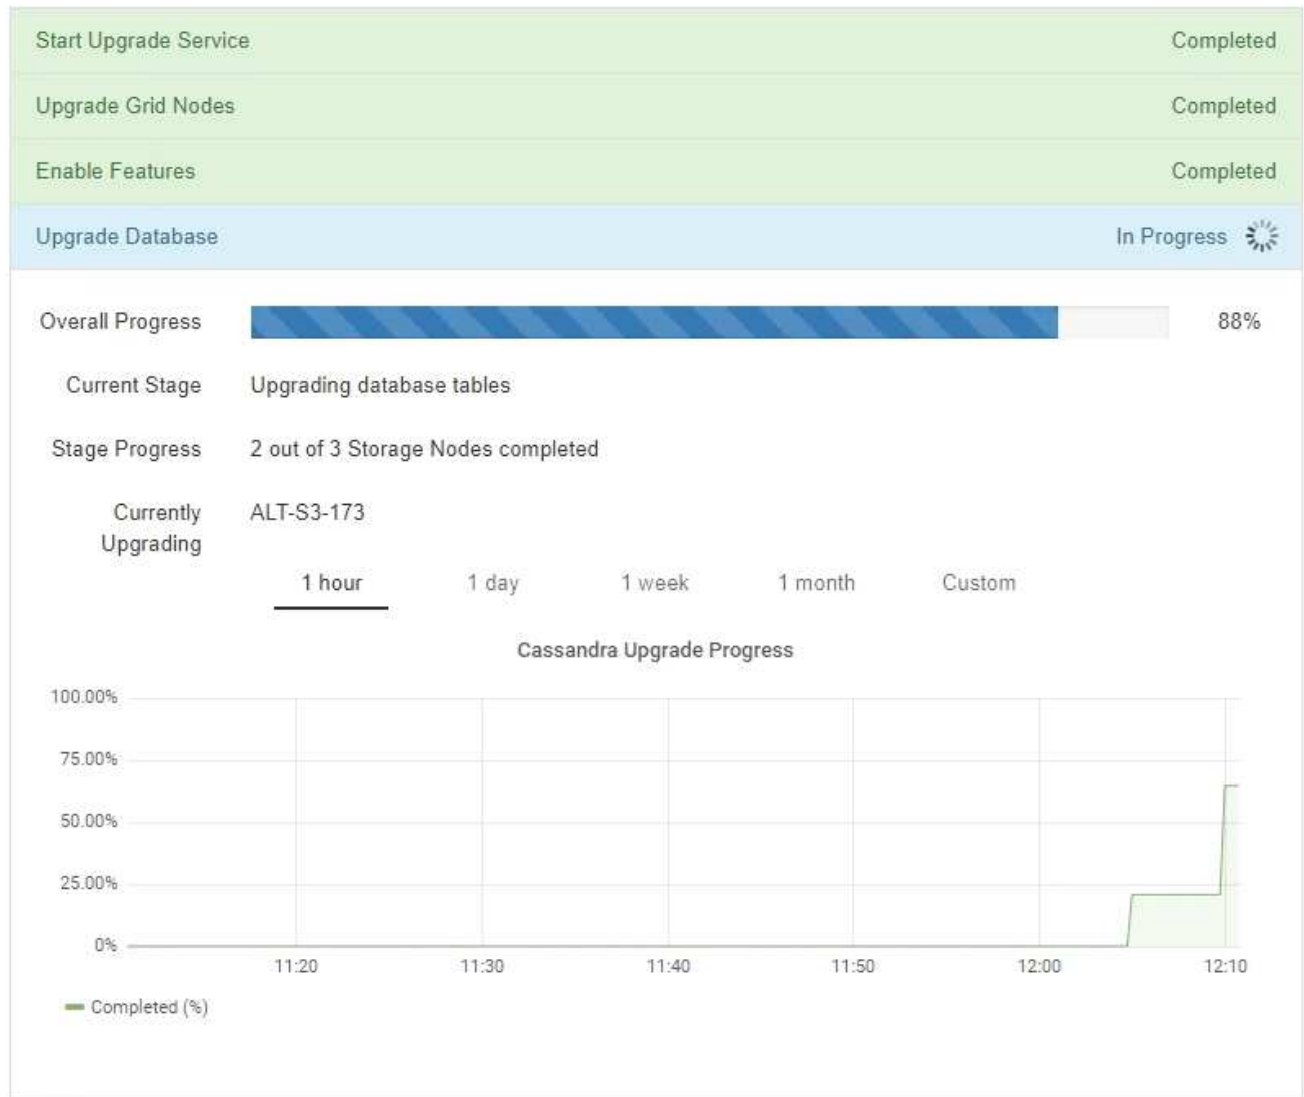 Start Upgrade Service Completed
Upgrade Grid Nodes Completed
Enable Features Completed
Upgrade Database In Progress
Overall Progress 88%
Current Stage Upgrading database tables
Stage Progress 2 out of 3 Storage Nodes completed
Currently ALT-S3-173
Upgrading
1 hour 1 day 1 week 1 month Custom
Cassandra Upgrade Progress
100.00%
75.00%
50.00%
25.00%
0%
11:20 11:30 11:40 11:50 12:00 12:10
Completed (%)